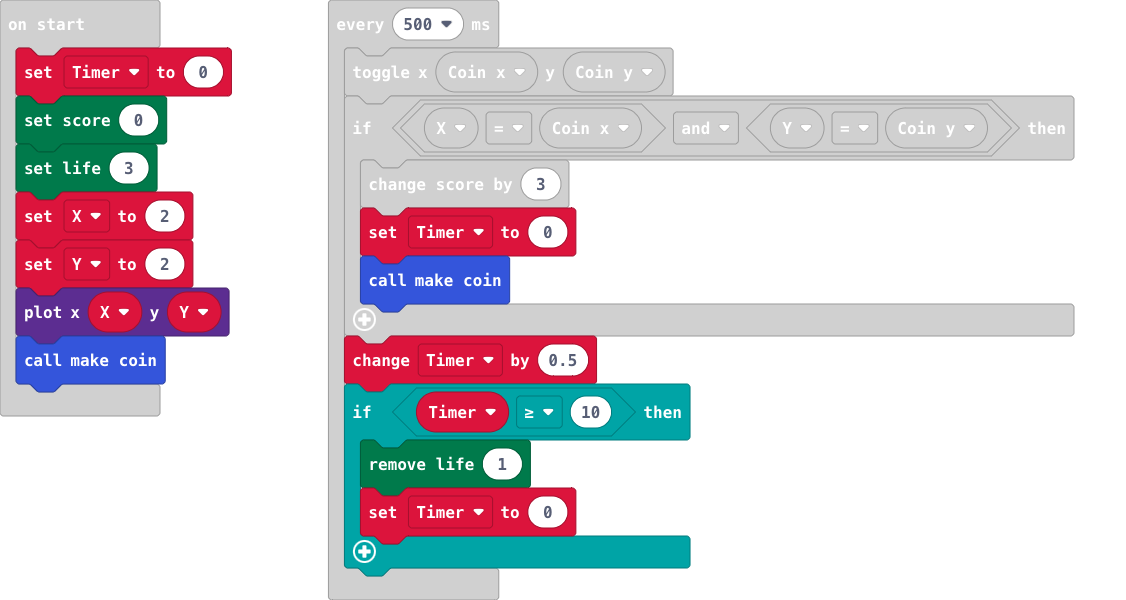 on start
set Timer to 0
set score 0
set life 3
set X to 2
set Y to 2
plot x X y Y
call make coin
every 500 ms
toggle x Coin x y Coin y
if X = Coin x and Y = Coin y then
change score by 3
set Timer to 0
call make coin
change Timer by 0.5
if Timer ≥ 10 then
remove life 1
set Timer to 0